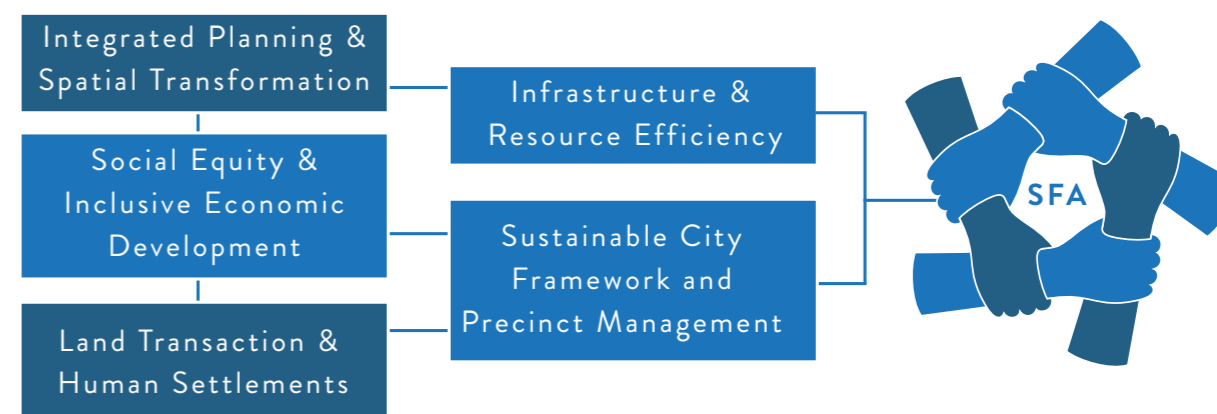 Integrated Planning &
Spatial Transformation
Social Equity &
Inclusive Economic
Development
Land Transaction &
Human Settlements
Infrastructure &
Resource Efficiency
Sustainable City
Framework and
Precinct Management
SFA